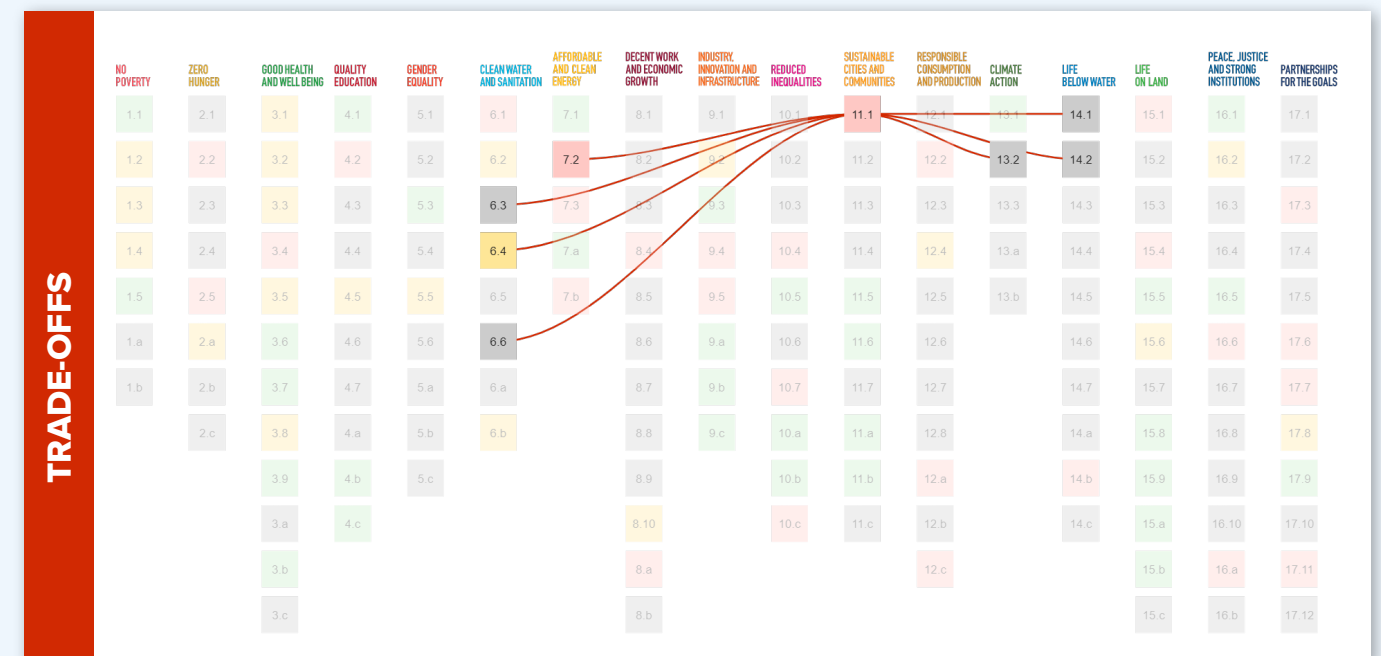 TRADE-OFFS
NO
POVERTY
ZERO
HUNGER
GOOD HEALTH
AND WELL BEING
QUALITY
EDUCATION
GENDER
EQUALITY
CLEAN WATER
AND SANITATION
AFFORDABLE
AND CLEAN
ENERGY
DECENT WORK
AND ECONOMIC
GROWTH
INDUSTRY,
INNOVATION AND
INFRASTRUCTURE
REDUCED
INEQUALITIES
SUSTAINABLE
CITIES AND
COMMUNITIES
RESPONSIBLE
CONSUMPTION
AND PRODUCTION
CLIMATE
ACTION
LIFE
BELOW WATER
LIFE
ON LAND
PEACE, JUSTICE
AND STRONG
INSTITUTIONS
PARTNERSHIPS
FOR THE GOALS
1.1 2.1 3.1 4.1 5.1 6.1 7.1 8.1 9.1 10.1 11.1 12.1 13.1 14.1 15.1 16.1 17.1
1.2 2.2 3.2 4.2 5.2 6.2 7.2 8.2 9.2 10.2 11.2 12.2 13.2 14.2 15.2 16.2 17.2
1.3 2.3 3.3 4.3 5.3 6.3 7.3 8.3 9.3 10.3 11.3 12.3 13.3 14.3 15.3 16.3 17.3
1.4 2.4 3.4 4.4 5.4 6.4 7.a 8.4 9.4 10.4 11.4 12.4 13.a 14.4 15.4 16.4 17.4
1.5 2.5 3.5 4.5 5.5 6.5 7.b 8.5 9.5 10.5 11.5 12.5 13.b 14.5 15.5 16.5 17.5
1.a 2.a 3.6 4.6 5.6 6.6 8.6 9.a 10.6 11.6 12.6 14.6 15.6 16.6 17.6
1.b 2.b 3.7 4.7 5.a 6.a 8.7 9.b 10.7 11.7 12.7 14.7 15.7 16.7 17.7
2.c 3.8 4.a 5.b 6.b 8.8 9.c 10.a 11.a 12.8 14.a 15.8 16.8 17.8
3.9 4.b 5.c 8.9 10.b 11.b 12.a 14.b 15.9 16.9 17.9
3.a 4.c 8.10 10.c 11.c 12.b 14.c 15.a 16.10 17.10
3.b 8.a 12.c 15.b 16.a 17.11
3.c 8.b 15.c 16.b 17.12